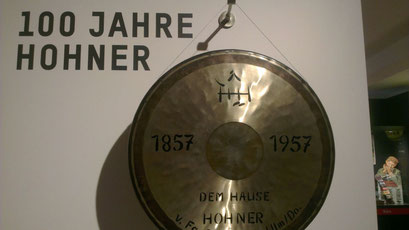 100 JAHRE
HOHNER
1857 1957
DEM HAUSE
HOHNER